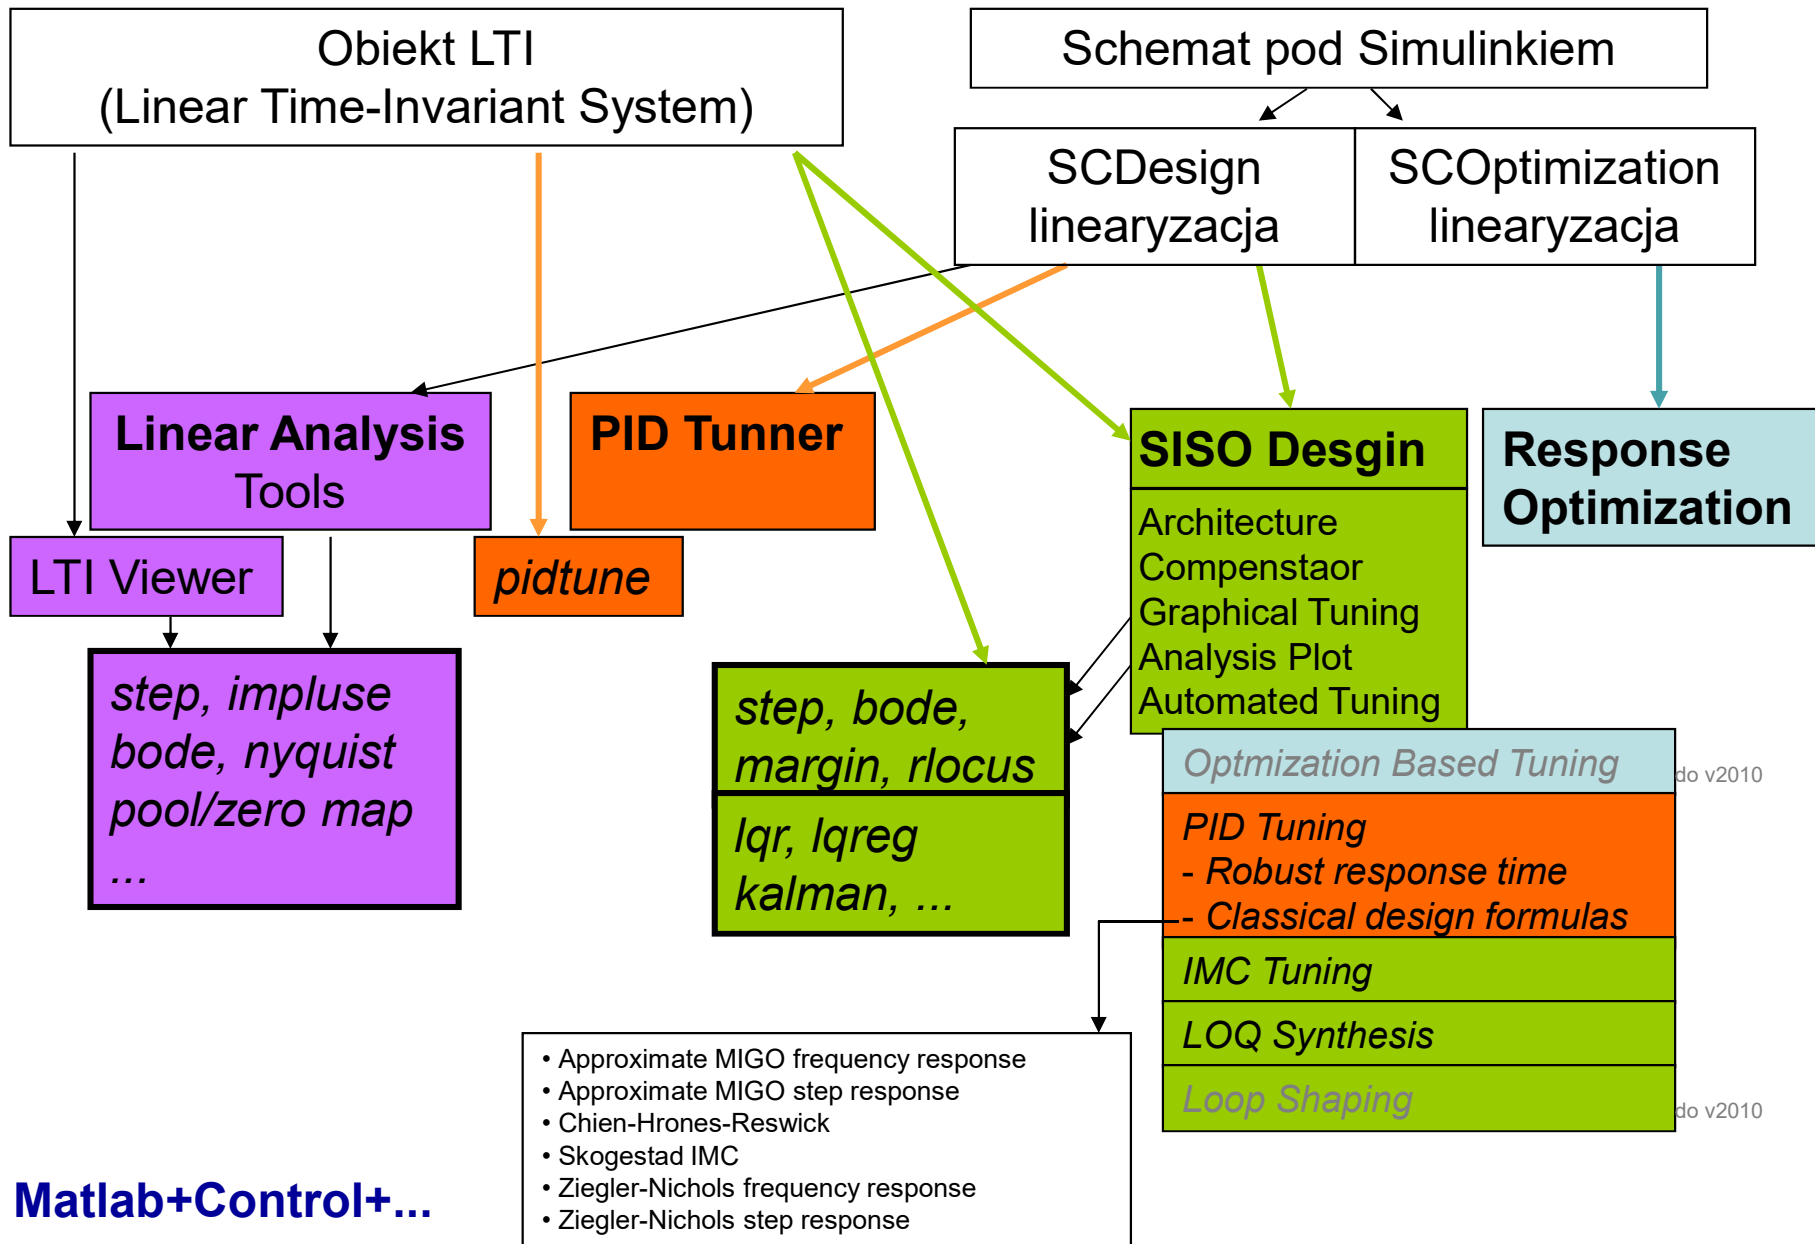 Obiekt LTI
(Linear Time-Invariant System)
Schemat pod Simulinkiem
SCDesign
linearyzacja
SCOptimization
linearyzacja
Linear Analysis
Tools
PID Tunner
SISO Desgin
Response
Optimization
LTI Viewer
pidtune
Architecture
Compenstaor
Graphical Tuning
Analysis Plot
Automated Tuning
step, impluse
bode, nyquist
pool/zero map
...
step, bode,
margin, rlocus
lqr, lqreg
kalman, ...
Optmization Based Tuning
do v2010
PID Tuning
- Robust response time
- Classical design formulas
IMC Tuning
LOQ Synthesis
Loop Shaping
do v2010
• Approximate MIGO frequency response
• Approximate MIGO step response
• Chien-Hrones-Reswick
• Skogestad IMC
• Ziegler-Nichols frequency response
• Ziegler-Nichols step response
Matlab+Control+...